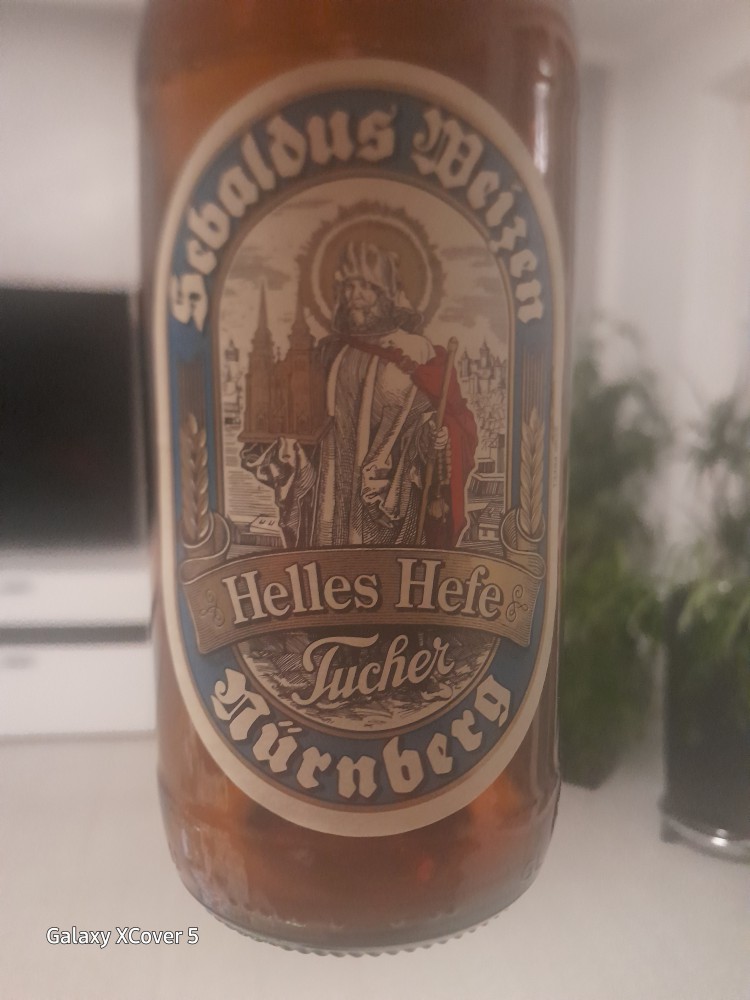 Sebaldus Weizen
Helles Hefe
Tucher
Nürnberg
Galaxy XCover 5